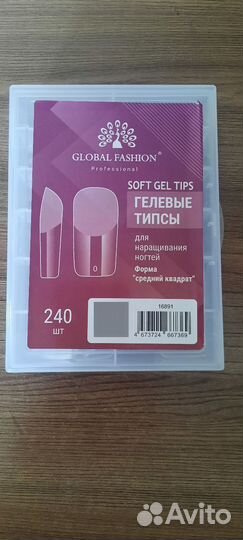 GLOBAL FASHION®
Professional
SOFT GEL TIPS
ГЕЛЕВЫЕ
ТИПСЫ
для
наращивания
ногтей
Форма
"средний квадрат"
0
240
шт
16891
4 673724 667369
Avito